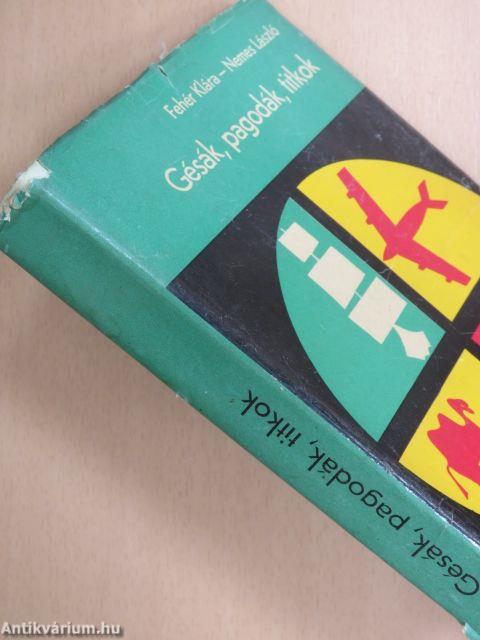 Fehér Klára – Nemes László
Gésák, pagodák, titkok
Gésák, pagodák, titkok
Antikvárium.hu